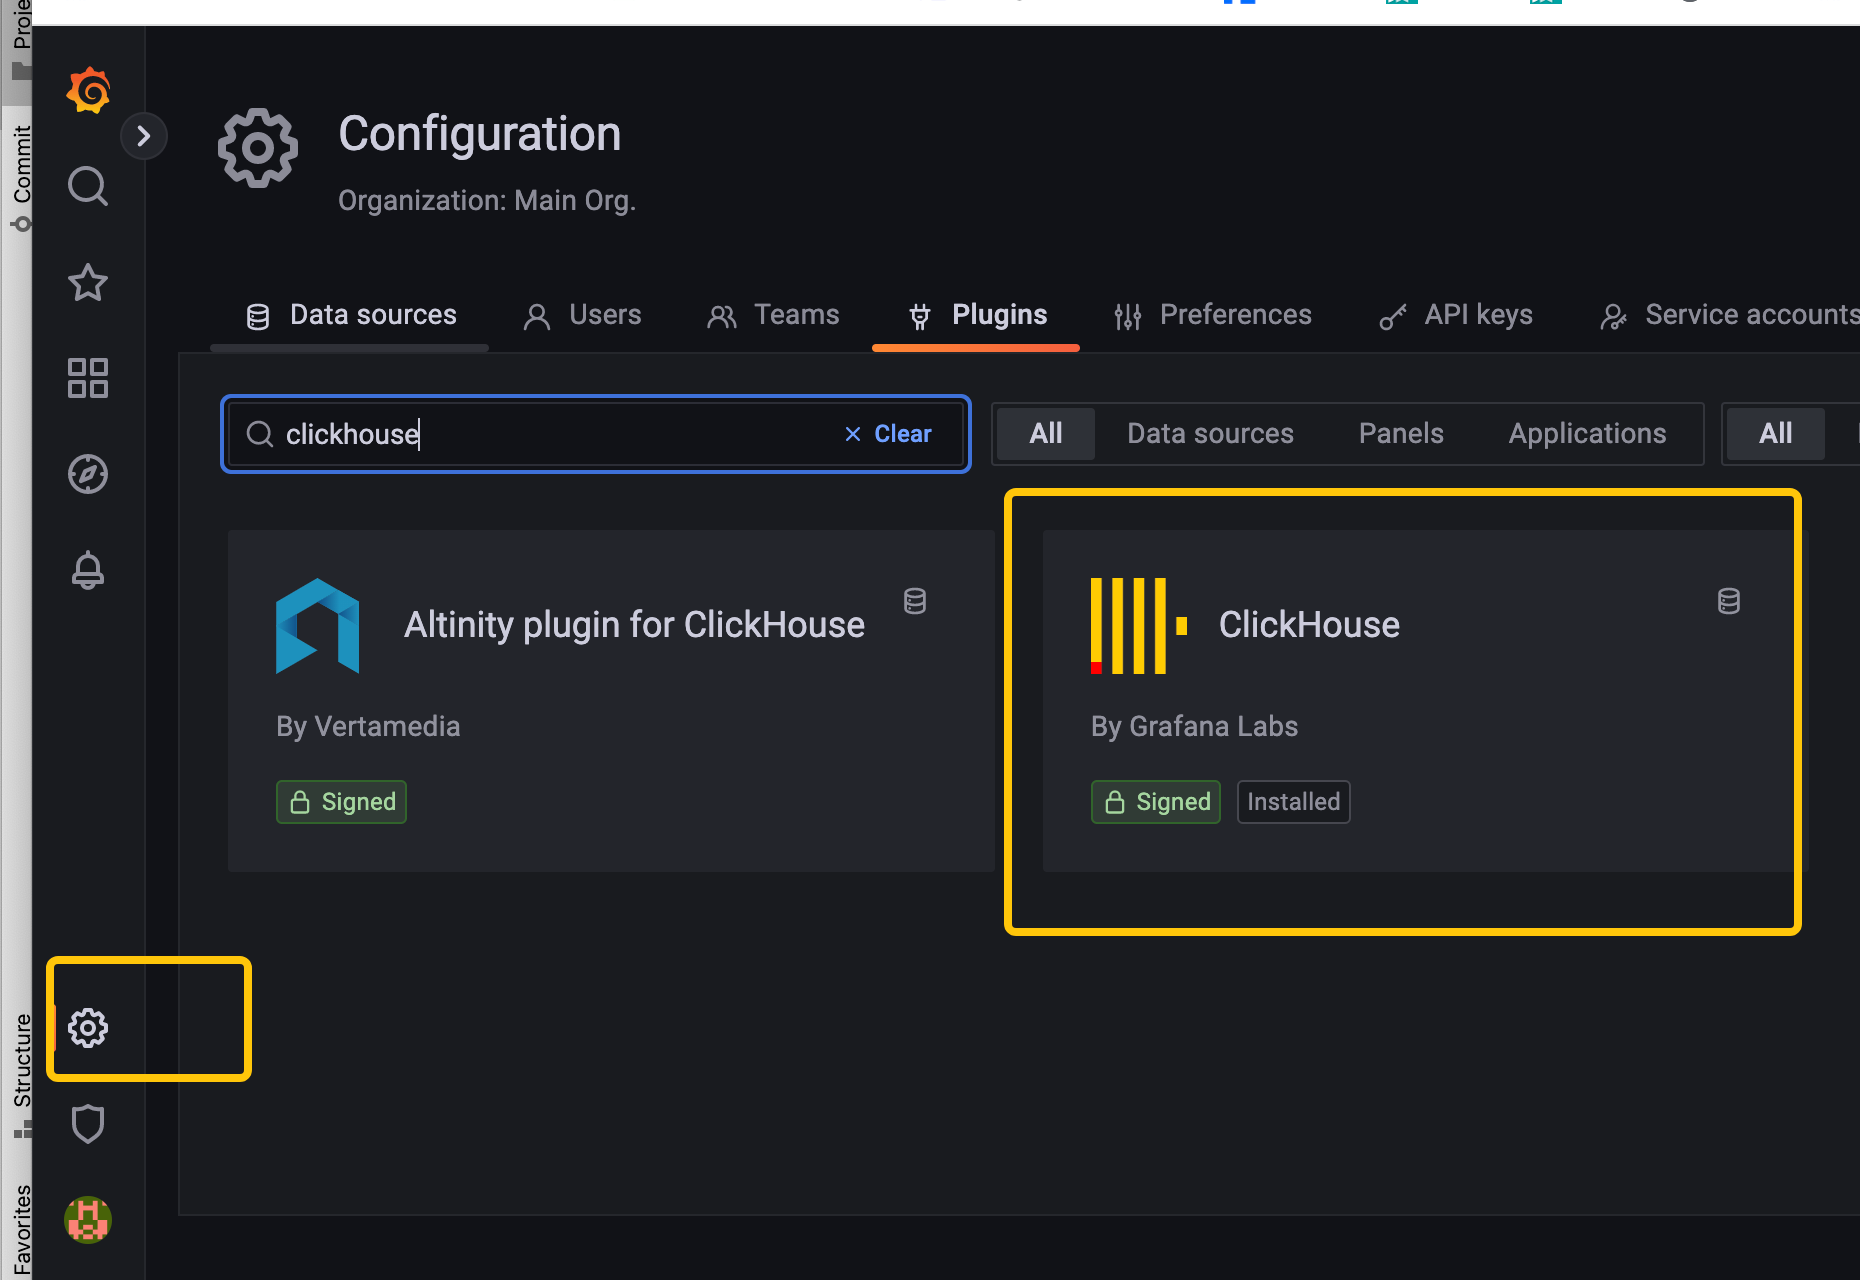 Proje
Commit
Structure
Favorites
Configuration
Organization: Main Org.
Data sources
Users
Teams
Plugins
Preferences
API keys
Service accounts
clickhouse
Clear
All
Data sources
Panels
Applications
All
Altinity plugin for ClickHouse
By Vertamedia
Signed
ClickHouse
By Grafana Labs
Signed
Installed